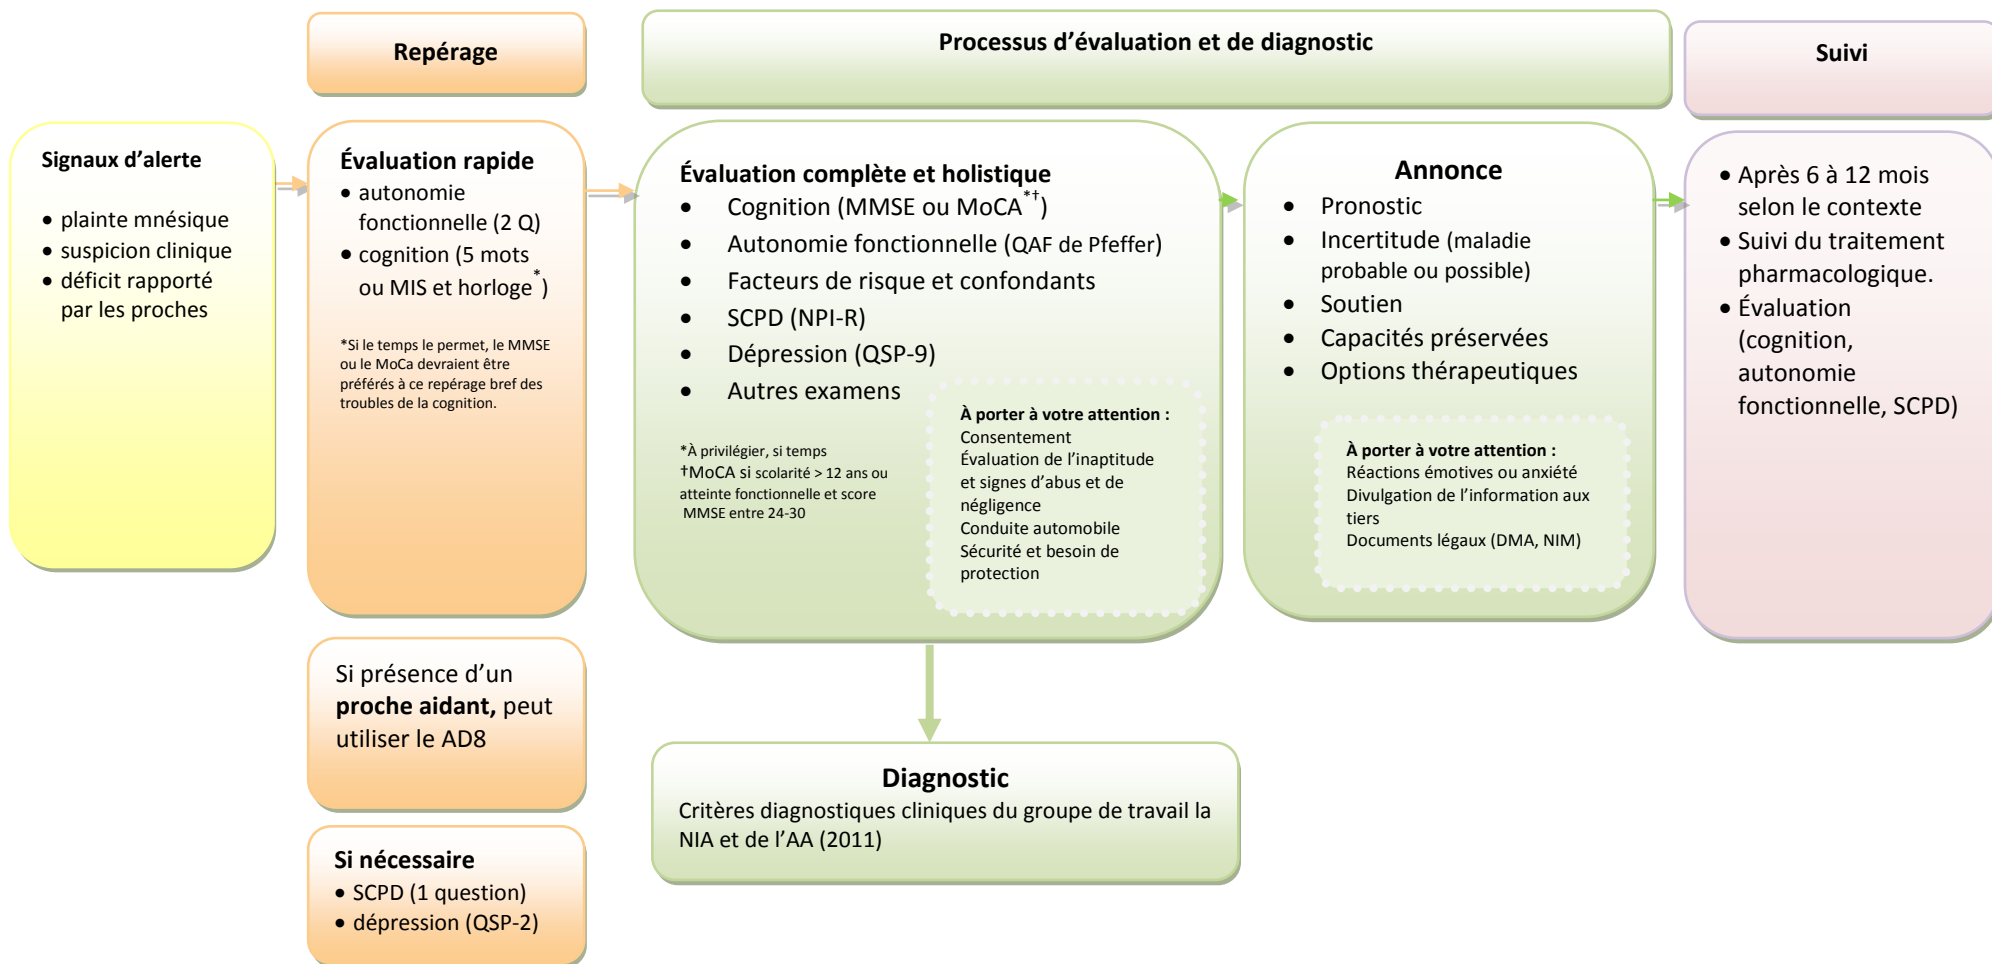 Repérage
Processus d’évaluation et de diagnostic
Suivi
Signaux d’alerte
• plainte mnésique
• suspicion clinique
• déficit rapporté
par les proches
Évaluation rapide
• autonomie
fonctionnelle (2 Q)
• cognition (5 mots
ou MIS et horloge*)
*Si le temps le permet, le MMSE
ou le MoCa devraient être
préférés à ce repérage bref des
troubles de la cognition.
Si présence d’un
proche aidant, peut
utiliser le AD8
Si nécessaire
• SCPD (1 question)
• dépression (QSP-2)
Évaluation complète et holistique
• Cognition (MMSE ou MoCA*†)
• Autonomie fonctionnelle (QAF de Pfeffer)
• Facteurs de risque et confondants
• SCPD (NPI-R)
• Dépression (QSP-9)
• Autres examens
*À privilégier, si temps
†MoCA si scolarité > 12 ans ou
atteinte fonctionnelle et score
MMSE entre 24-30
À porter à votre attention :
Consentement
Évaluation de l’inaptitude
et signes d’abus et de
négligence
Conduite automobile
Sécurité et besoin de
protection
Diagnostic
Critères diagnostiques cliniques du groupe de travail la
NIA et de l’AA (2011)
Annonce
• Pronostic
• Incertitude (maladie
probable ou possible)
• Soutien
• Capacités préservées
• Options thérapeutiques
À porter à votre attention :
Réactions émotives ou anxiété
Divulgation de l’information aux
tiers
Documents légaux (DMA, NIM)
• Après 6 à 12 mois
selon le contexte
• Suivi du traitement
pharmacologique.
• Évaluation
(cognition,
autonomie
fonctionnelle, SCPD)